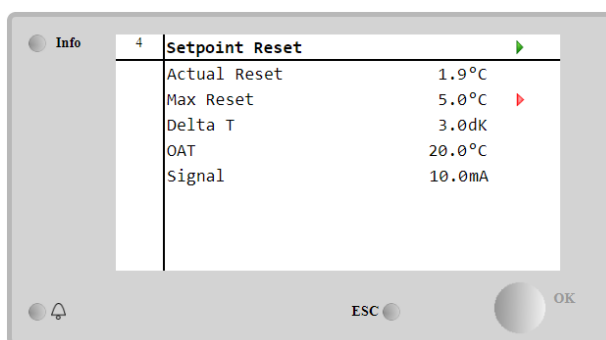 Info
4 Setpoint Reset
Actual Reset 1.9°C
Max Reset 5.0°C
Delta T 3.0dK
OAT 20.0°C
Signal 10.0mA
ESC OK